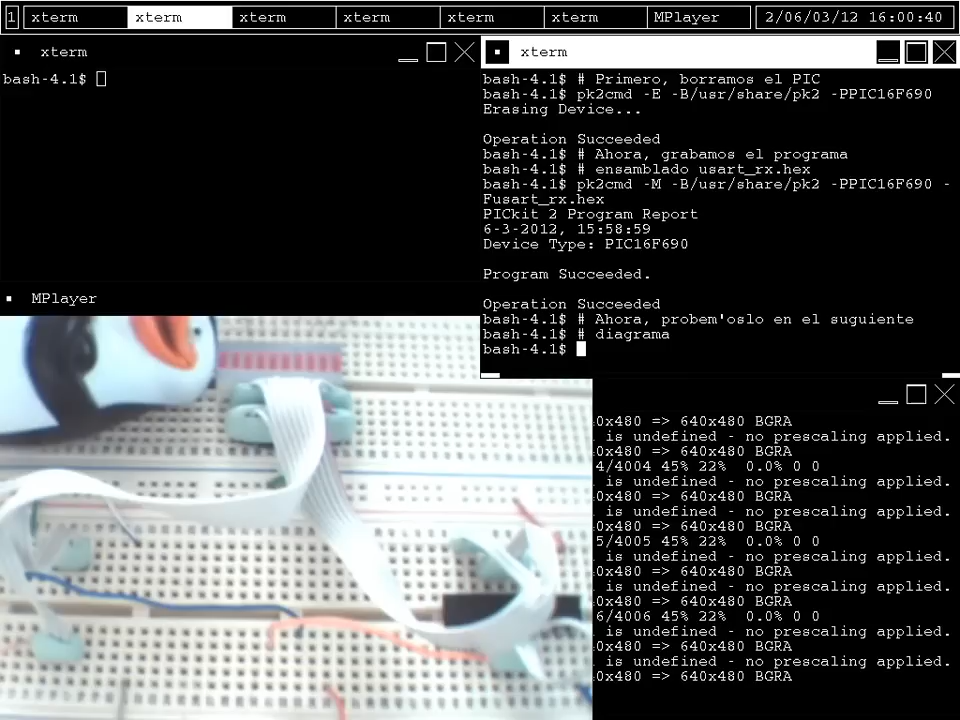 1 xterm xterm xterm xterm xterm xterm MPlayer 2/06/03/12 16:00:40
xterm
bash-4.1$
xterm
bash-4.1$ # Primero, borramos el PIC
bash-4.1$ pk2cmd -E -B/usr/share/pk2 -PPIC16F690
Erasing Device...
Operation Succeeded
bash-4.1$ # Ahora, grabamos el programa
bash-4.1$ # ensamblado usart_rx.hex
bash-4.1$ pk2cmd -M -B/usr/share/pk2 -PPIC16F690 -
Fusart_rx.hex
PICkit 2 Program Report
6-3-2012, 15:58:59
Device Type: PIC16F690
Program Succeeded.
Operation Succeeded
bash-4.1$ # Ahora, probem'oslo en el suguiente
bash-4.1$ # diagrama
bash-4.1$
MPlayer
0x480 => 640x480 BGRA
. is undefined - no prescaling applied.
0x480 => 640x480 BGRA
4/4004 45% 22%  0.0% 0 0
. is undefined - no prescaling applied.
0x480 => 640x480 BGRA
. is undefined - no prescaling applied.
0x480 => 640x480 BGRA
5/4005 45% 22%  0.0% 0 0
. is undefined - no prescaling applied.
0x480 => 640x480 BGRA
. is undefined - no prescaling applied.
0x480 => 640x480 BGRA
6/4006 45% 22%  0.0% 0 0
. is undefined - no prescaling applied.
0x480 => 640x480 BGRA
. is undefined - no prescaling applied.
0x480 => 640x480 BGRA